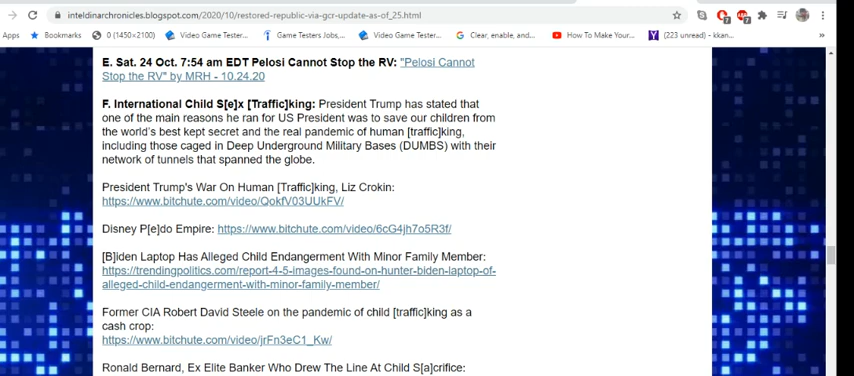 inteldinarchronicles.blogspot.com/2020/10/restored-republic-via-gcr-update-as-of_25.html
Apps Bookmarks 0 (1450×2100) Video Game Tester... Game Testers Jobs,... Video Game Tester... Clear, enable, and... How To Make Your... (223 unread) - kkan... »
E. Sat. 24 Oct. 7:54 am EDT Pelosi Cannot Stop the RV: "Pelosi Cannot
Stop the RV" by MRH - 10.24.20
F. International Child S[e]x [Traffic]king: President Trump has stated that
one of the main reasons he ran for US President was to save our children from
the world's best kept secret and the real pandemic of human [traffic]king,
including those caged in Deep Underground Military Bases (DUMBS) with their
network of tunnels that spanned the globe.
President Trump's War On Human [Traffic]king, Liz Crokin:
https://www.bitchute.com/video/QokfV03UUkFV/
Disney P[e]do Empire: https://www.bitchute.com/video/6cG4jh7o5R3f/
[B]iden Laptop Has Alleged Child Endangerment With Minor Family Member:
https://trendingpolitics.com/report-4-5-images-found-on-hunter-biden-laptop-of-
alleged-child-endangerment-with-minor-family-member/
Former CIA Robert David Steele on the pandemic of child [traffic]king as a
cash crop:
https://www.bitchute.com/video/jrFn3eC1_Kw/
Ronald Bernard, Ex Elite Banker Who Drew The Line At Child S[a]crifice: